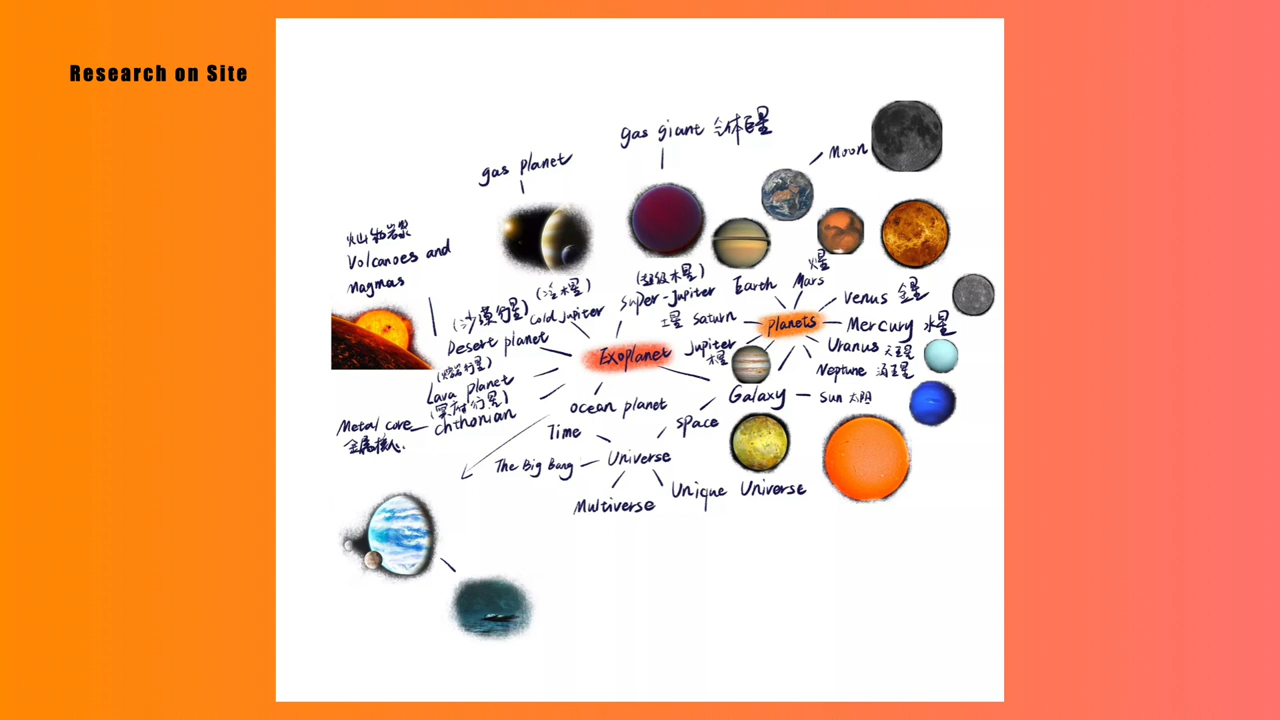 Research on Site
gas giant 气体巨星
gas planet
Moon
火山和岩浆
Volcanoes and
magmas
(冷木星)
Cold Jupiter
(超级木星)
Super-Jupiter
Earth
火星
Mars
Venus 金星
(沙漠行星)
Desert planet
土星 Saturn
planets
Mercury 水星
Exoplanet
Jupiter
木星
Uranus 天王星
Neptune 海王星
(熔岩行星)
Lava planet
ocean planet
Galaxy
Sun 太阳
(冥府行星)
chthonian
Metal core
金属核心
Time
space
The Big Bang
Universe
Multiverse
Unique Universe